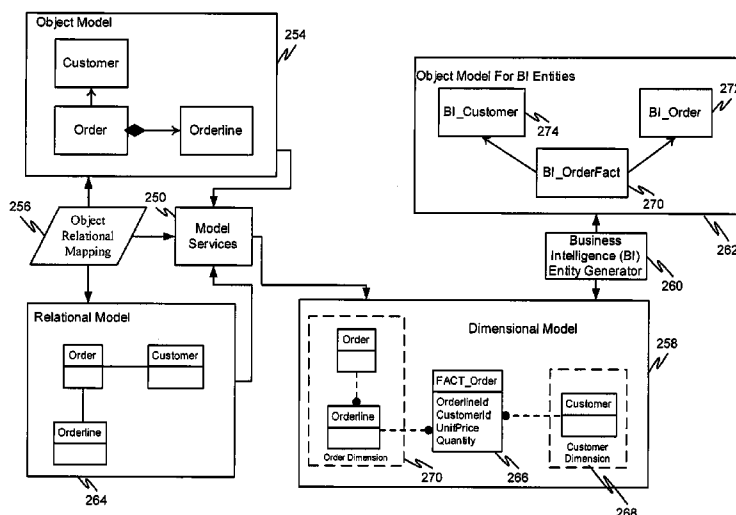 Object Model
254
Customer
Order
Orderline
256
Object
Relational
Mapping
250
Model
Services
Relational Model
Order
Customer
Orderline
264
Object Model For BI Entities
272
BI_Customer
274
BI_Order
BI_OrderFact
270
262
Business
Intelligence (BI)
Entity Generator
260
Dimensional Model
258
Order
Orderline
Order Dimension
270
FACT_Order
OrderlineId
CustomerId
UnitPrice
Quantity
266
Customer
Customer
Dimension
268